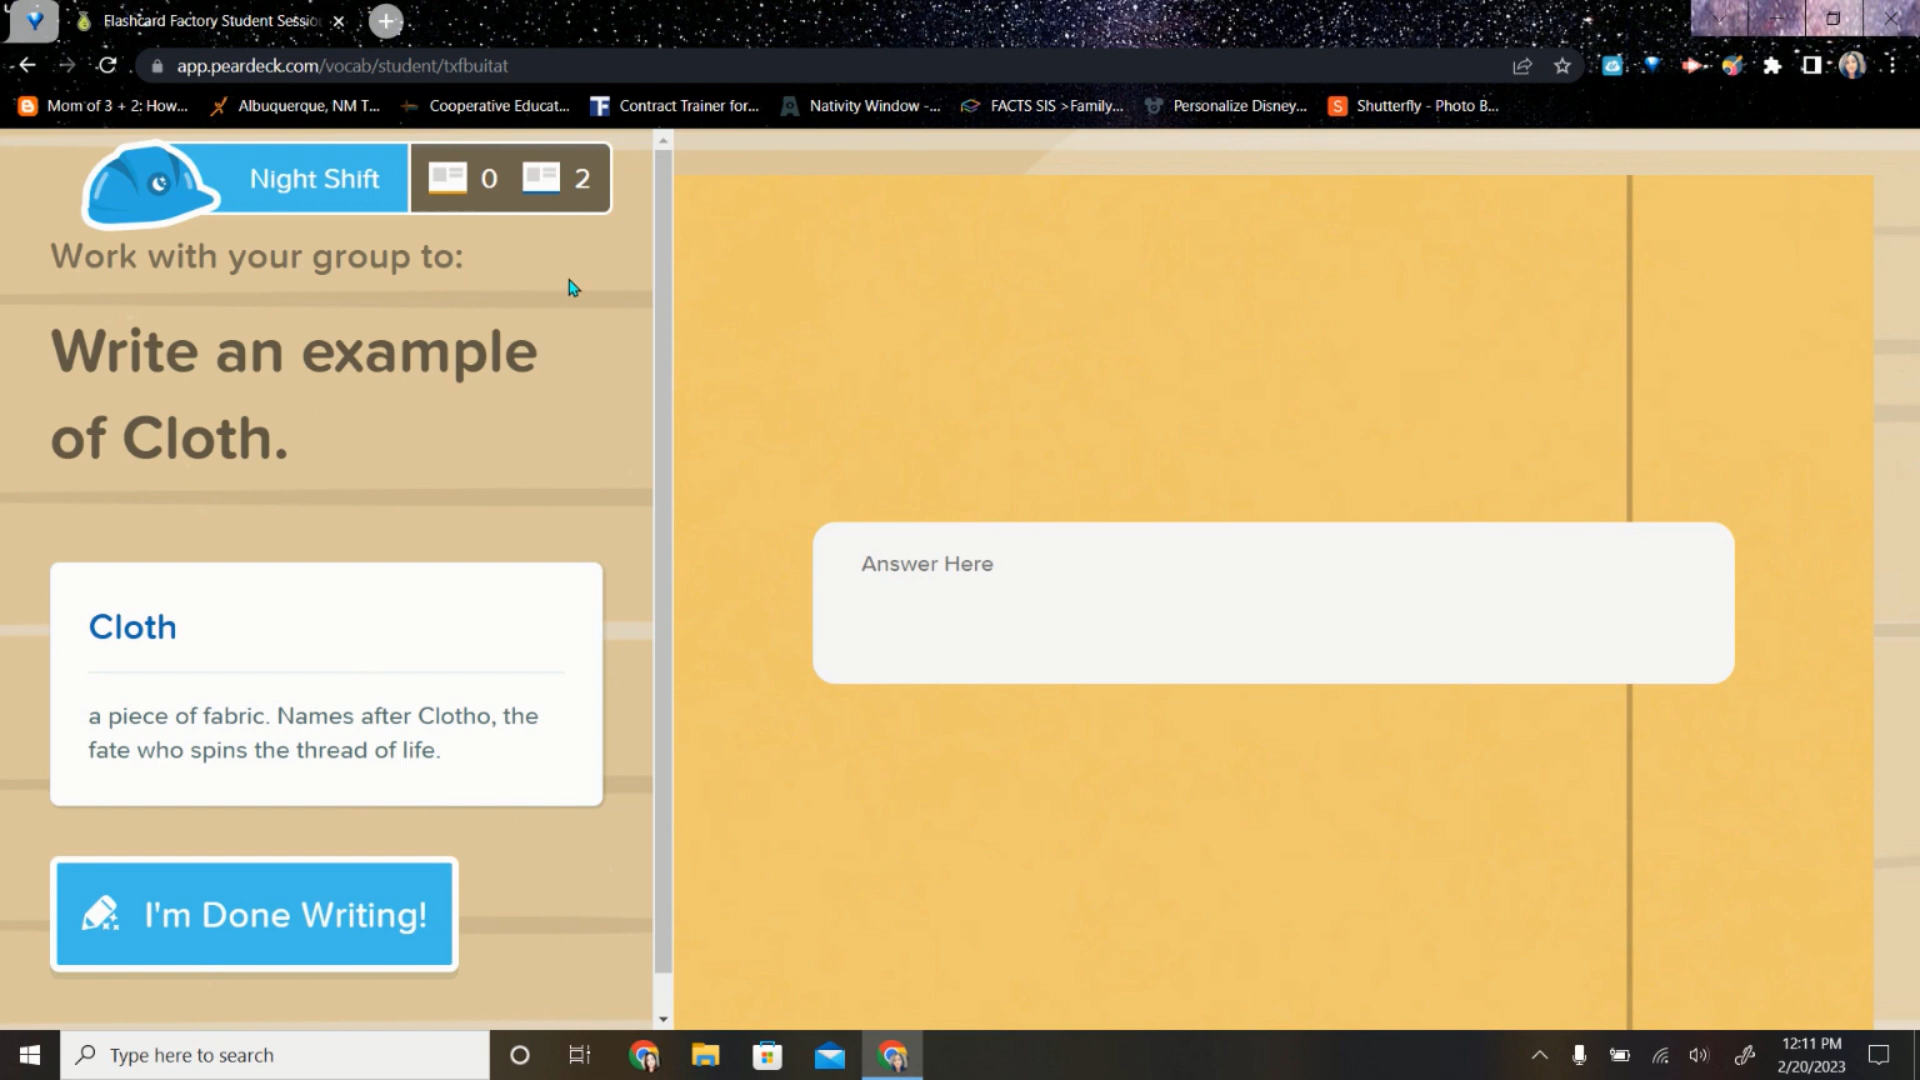 Flashcard Factory Student Sessio
app.peardeck.com/vocab/student/txfbuitat
Mom of 3 + 2: How...
Albuquerque, NM T...
Cooperative Educat...
Contract Trainer for...
Nativity Window -...
FACTS SIS >Family...
Personalize Disney...
Shutterfly - Photo B...
Night Shift 0 2
Work with your group to:
Write an example
of Cloth.
Cloth
a piece of fabric. Names after Clotho, the
fate who spins the thread of life.
I'm Done Writing!
Answer Here
Type here to search
12:11 PM
2/20/2023